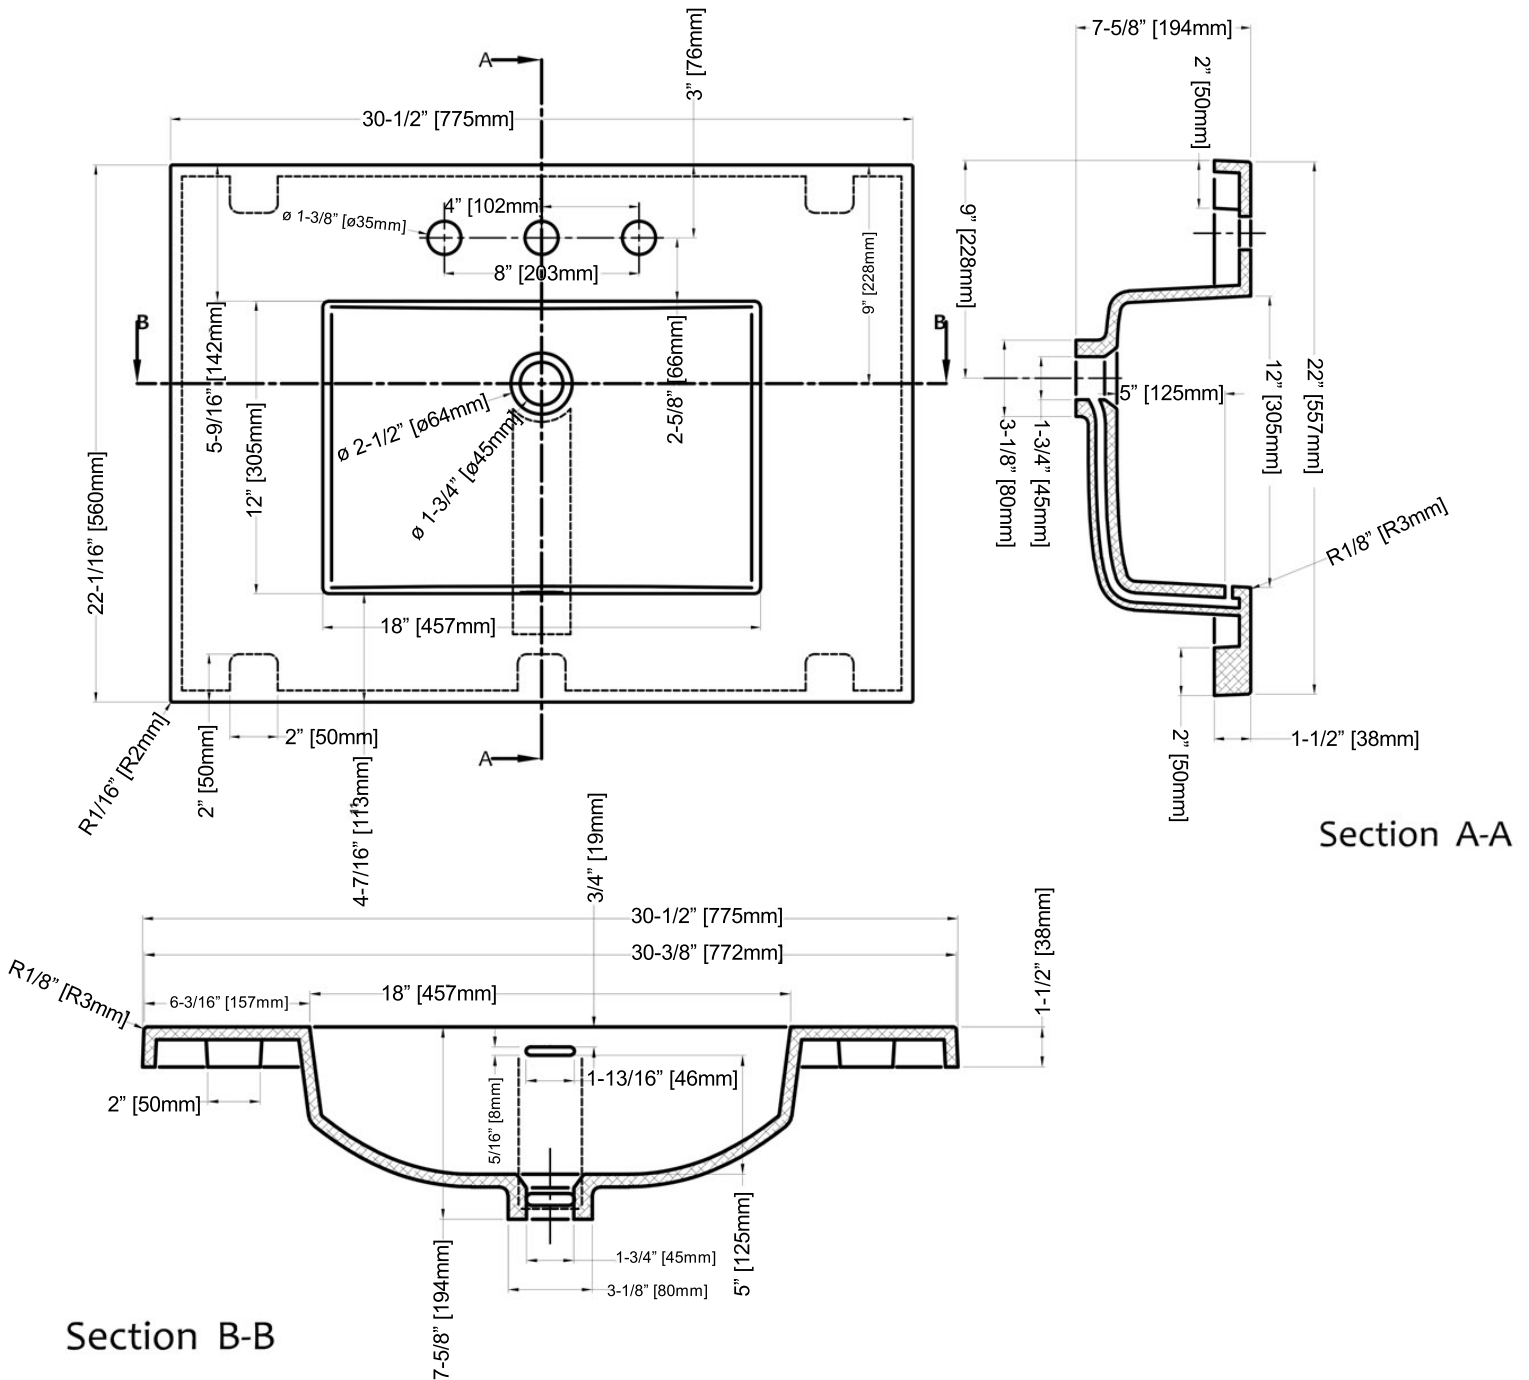 A
3” [76mm]
30-1/2” [775mm]
4” [102mm]
ø 1-3/8” [ø35mm]
8” [203mm]
9” [228mm]
B
B
5-9/16” [142mm]
12” [305mm]
2-5/8” [66mm]
ø 2-1/2” [ø64mm]
ø 1-3/4” [ø45mm]
22-1/16” [560mm]
18” [457mm]
R1/16” [R2mm]
2” [50mm]
2” [50mm]
4-7/16” [113mm]
A
7-5/8” [194mm]
2” [50mm]
9” [228mm]
5” [125mm]
12” [305mm]
22” [557mm]
3-1/8” [80mm]
1-3/4” [45mm]
R1/8” [R3mm]
2” [50mm]
1-1/2” [38mm]
Section A-A
3/4” [19mm]
30-1/2” [775mm]
30-3/8” [772mm]
1-1/2” [38mm]
R1/8” [R3mm]
6-3/16” [157mm]
18” [457mm]
2” [50mm]
5/16” [8mm]
1-13/16” [46mm]
5” [125mm]
1-3/4” [45mm]
3-1/8” [80mm]
7-5/8” [194mm]
Section B-B